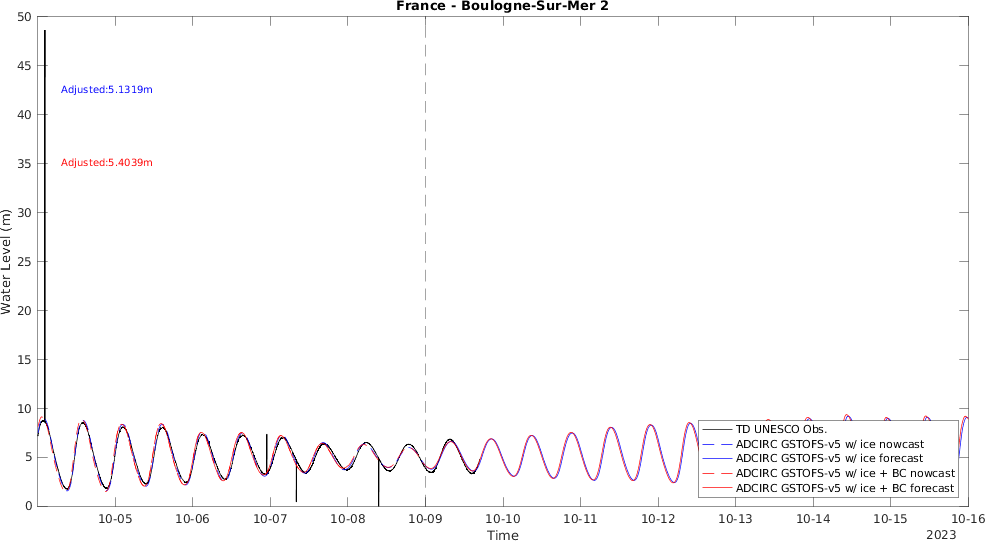 France - Boulogne-Sur-Mer 2
50
45
40
35
30
25
20
15
10
5
0
Water Level (m)
Adjusted:5.1319m
Adjusted:5.4039m
TD UNESCO Obs.
ADCIRC GSTOFS-v5 w/ ice nowcast
ADCIRC GSTOFS-v5 w/ ice forecast
ADCIRC GSTOFS-v5 w/ ice + BC nowcast
ADCIRC GSTOFS-v5 w/ ice + BC forecast
10-05 10-06 10-07 10-08 10-09 10-10 10-11 10-12 10-13 10-14 10-15 10-16
Time
2023